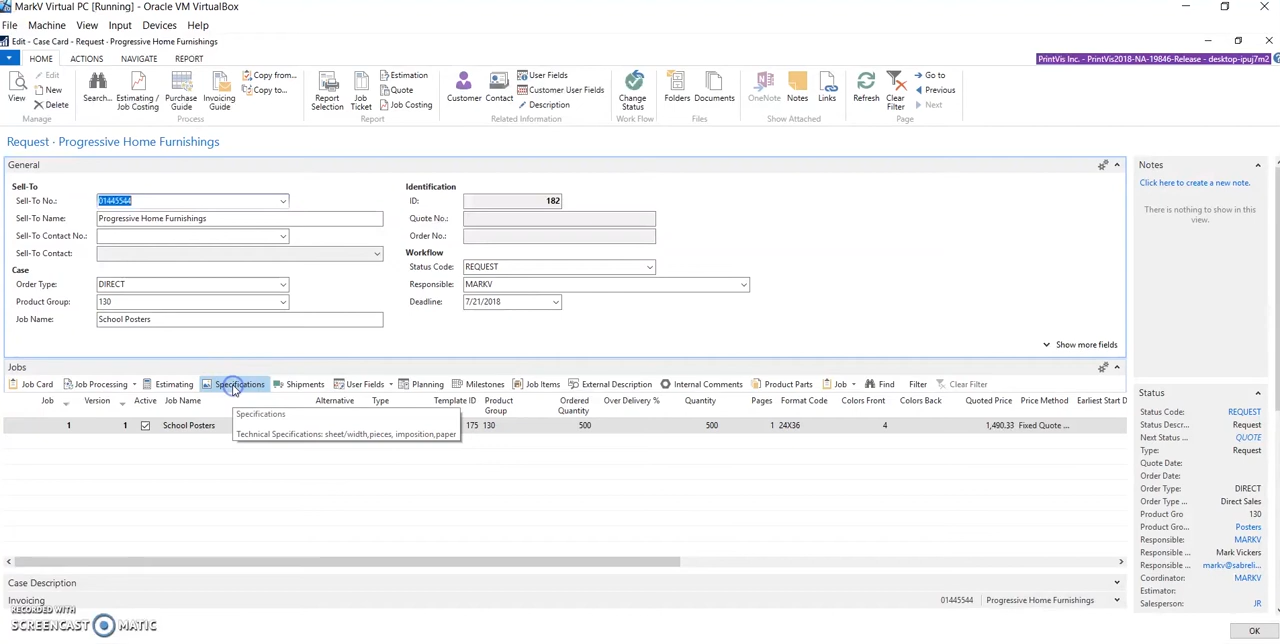 MarkV Virtual PC [Running] - Oracle VM VirtualBox
File Machine View Input Devices Help
Edit - Case Card - Request - Progressive Home Furnishings
HOME ACTIONS NAVIGATE REPORT
PrintVis Inc. - PrintVis2018-NA-19846-Release - desktop-ipuj7m2
View
Edit
New
Delete
Manage
Search...
Estimating / Job Costing
Purchase Guide
Invoicing Guide
Copy from...
Copy to...
Process
Report Selection
Job Ticket
Estimation
Quote
Job Costing
Report
Customer
Contact
User Fields
Customer User Fields
Description
Related Information
Change Status
Work Flow
Folders
Documents
Files
OneNote
Notes
Links
Show Attached
Refresh
Clear Filter
Go to
Previous
Next
Page
Request · Progressive Home Furnishings
General
Sell-To
Sell-To No.: 01445544
Sell-To Name: Progressive Home Furnishings
Sell-To Contact No.:
Sell-To Contact:
Case
Order Type: DIRECT
Product Group: 130
Job Name: School Posters
Identification
ID: 182
Quote No.:
Order No.:
Workflow
Status Code: REQUEST
Responsible: MARKV
Deadline: 7/21/2018
Show more fields
Jobs
Job Card Job Processing Estimating Specifications Shipments User Fields Planning Milestones Job Items External Description Internal Comments Product Parts Job Find Filter Clear Filter
Job Version Active Job Name Alternative Type Template ID Product Group Ordered Quantity Over Delivery % Quantity Pages Format Code Colors Front Colors Back Quoted Price Price Method Earliest Start D
1 1 School Posters 175 130 500 500 1 24X36 4 1,490.33 Fixed Quote ...
Specifications
Technical Specifications: sheet/width,pieces, imposition,paper
Case Description
Invoicing 01445544 Progressive Home Furnishings
RECORDED WITH
SCREENCAST MATIC
Notes
Click here to create a new note.
There is nothing to show in this view.
Status
Status Code: REQUEST
Status Descr... Request
Next Status ... QUOTE
Type: Request
Quote Date:
Order Date:
Order Type: DIRECT
Order Type ... Direct Sales
Product Gro 130
Product Gro... Posters
Responsible: MARKV
Responsible ... Mark Vickers
Responsible ... markv@sabreli...
Coordinator: MARKV
Estimator:
Salesperson: JR
OK